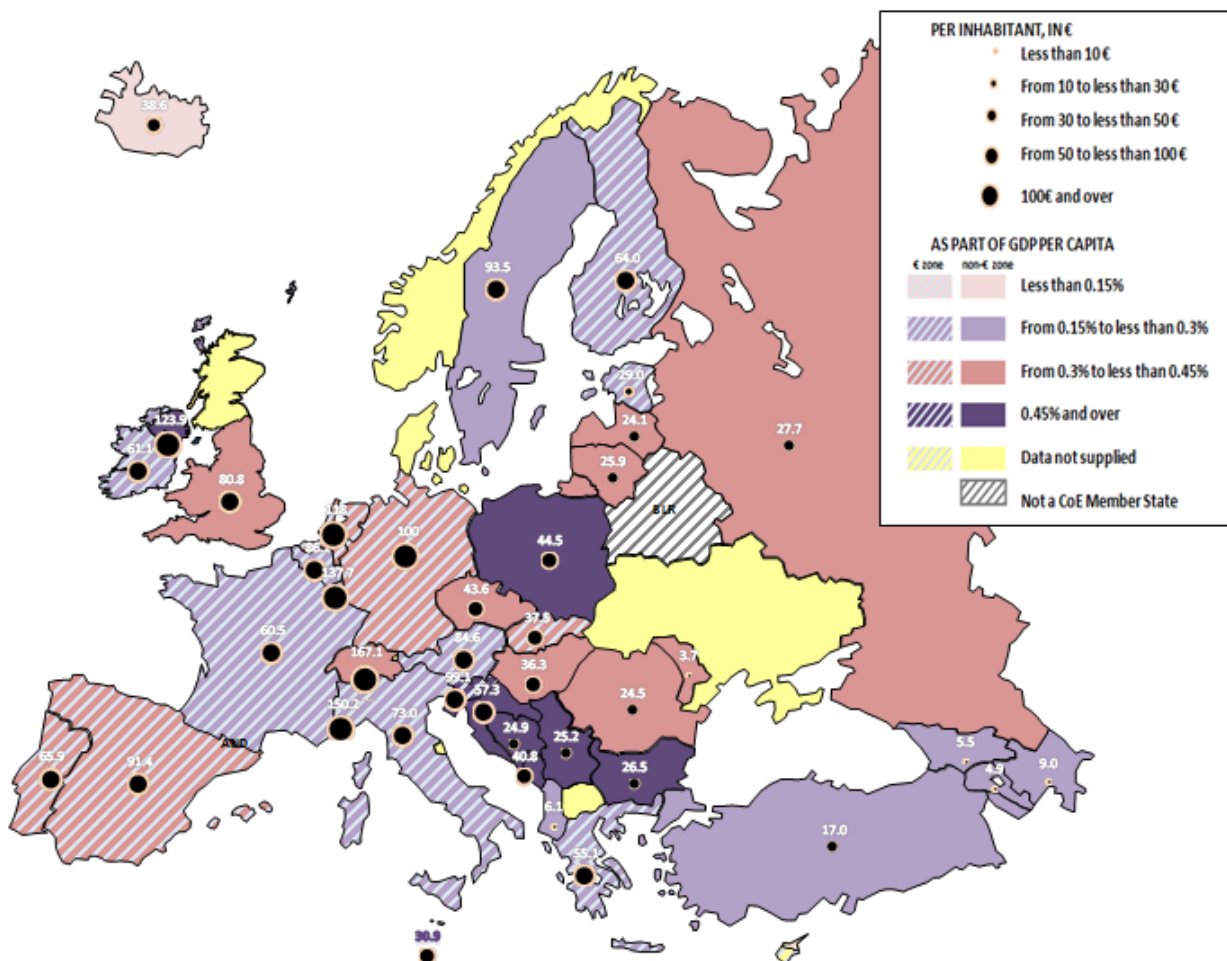 PER INHABITANT, IN €
Less than 10 €
From 10 to less than 30 €
From 30 to less than 50 €
From 50 to less than 100 €
100€ and over
AS PART OF GDP PER CAPITA
€ zone non-€ zone
Less than 0.15%
From 0.15% to less than 0.3%
From 0.3% to less than 0.45%
0.45% and over
Data not supplied
Not a CoE Member State
38.6
93.5
64.0
29.0
24.1
27.7
25.9
123.9
61.1
80.8
BLR
100
44.5
137.7
43.6
37.5
60.5
84.6
167.1
36.3
3.7
57.3
24.5
150.2
73.0
24.9
25.2
AND
40.8
26.5
65.9
91.4
5.5
4.9
9.0
6.1
17.0
55.1
30.9